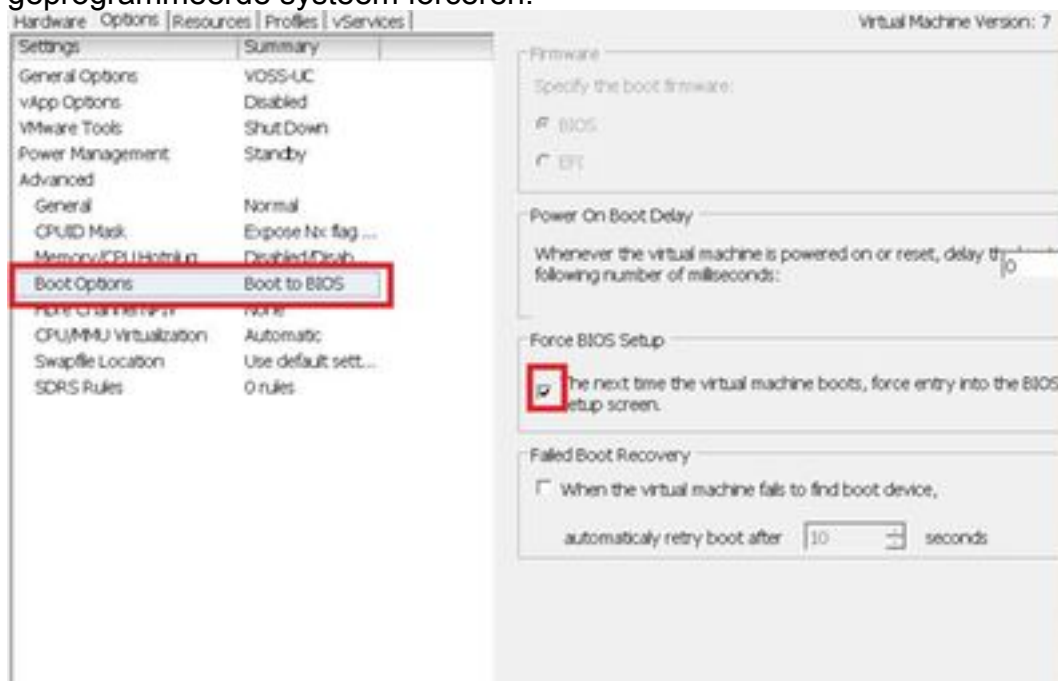 geprogrammeerde systeem forceren.
Hardware Options Resources Profiles vServices Virtual Machine Version: 7
Settings Summary
General Options VOSS-UC
vApp Options Disabled
VMware Tools Shut Down
Power Management Standby
Advanced
General Normal
CPUID Mask Expose Nx flag ...
Memory/CPU Hotplug Disabled/Disab...
Boot Options Boot to BIOS
Fibre Channel NPIV None
CPU/MMU Virtualization Automatic
Swapfile Location Use default sett...
SDRS Rules 0 rules
Firmware
Specify the boot firmware:
BIOS
EFI
Power On Boot Delay
Whenever the virtual machine is powered on or reset, delay the
following number of milliseconds:
0
Force BIOS Setup
The next time the virtual machine boots, force entry into the BIOS
setup screen.
Failed Boot Recovery
When the virtual machine fails to find boot device,
automaticaly retry boot after 10 seconds